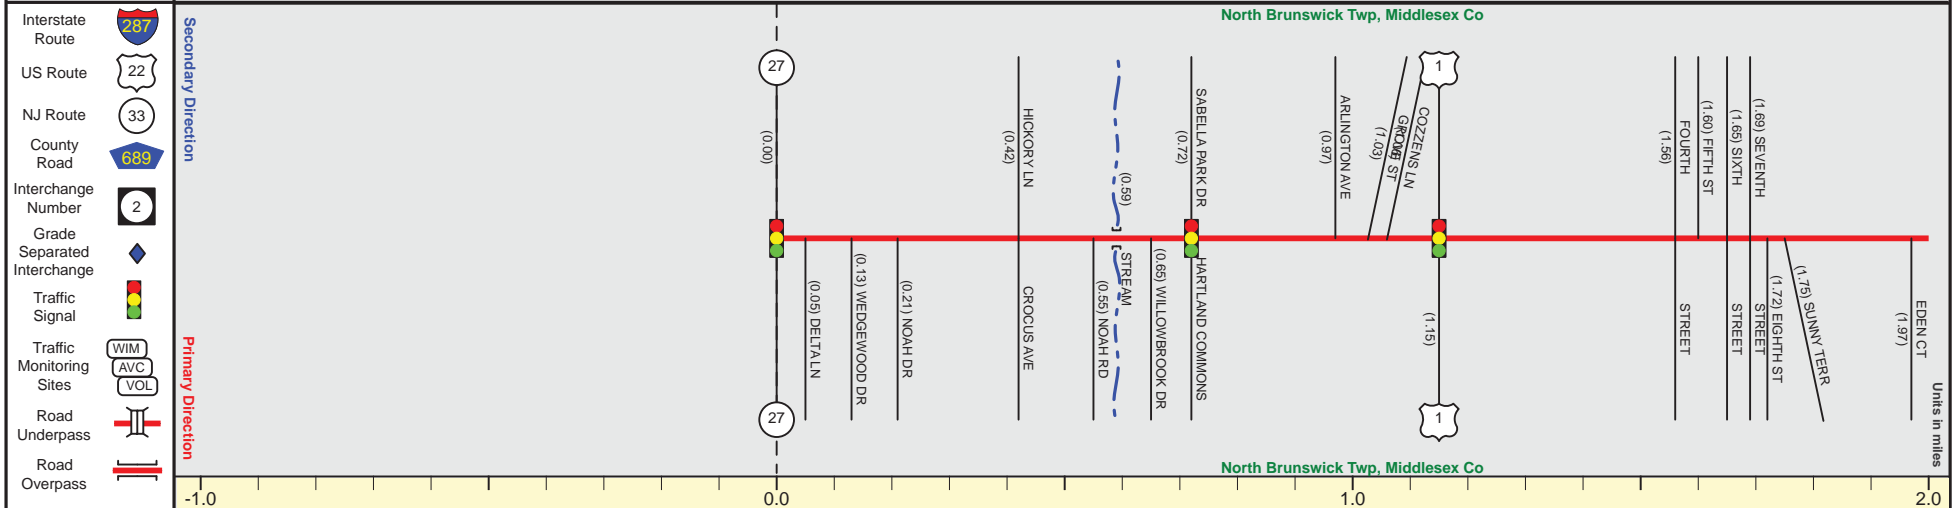 Interstate
Route
287
US Route
22
NJ Route
33
County
Road
689
Interchange
Number
2
Grade
Separated
Interchange
Traffic
Signal
Traffic
Monitoring
Sites
WIM
AVC
VOL
Road
Underpass
Road
Overpass
Secondary Direction
Primary Direction
North Brunswick Twp, Middlesex Co
27
(0.00)
27
(0.05) DELTA LN
(0.13) WEDGEWOOD DR
(0.21) NOAH DR
HICKORY LN
(0.42)
CROCUS AVE
(0.55) NOAH RD
(0.59)
STREAM
(0.65) WILLOWBROOK DR
SABELLA PARK DR
(0.72)
HARTLAND COMMONS
ARLINGTON AVE
(0.97)
GROVE ST
(1.03)
COZZENS LN
1
(1.15)
1
FOURTH
STREET
(1.56)
(1.60) FIFTH ST
(1.65) SIXTH
STREET
(1.69) SEVENTH
STREET
(1.72) EIGHTH ST
(1.75) SUNNY TERR
EDEN CT
(1.97)
Units in miles
North Brunswick Twp, Middlesex Co
-1.0
0.0
1.0
2.0